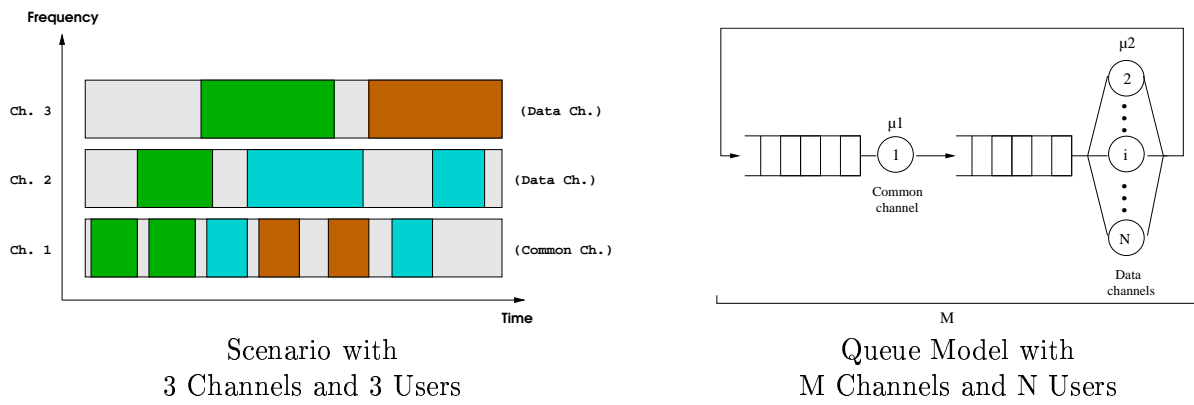 Frequency
Ch. 3
(Data Ch.)
Ch. 2
(Data Ch.)
Ch. 1
(Common Ch.)
Time
Scenario with
3 Channels and 3 Users
μ2
2
μ1
1
i
Common
channel
N
Data
channels
M
Queue Model with
M Channels and N Users